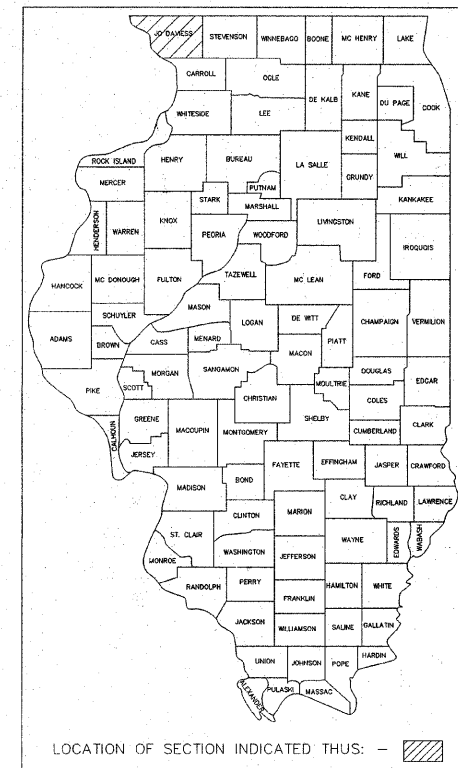 JO DAVIESS STEVENSON WINNEBAGO BOONE MC HENRY LAKE
CARROLL OGLE
DE KALB KANE DU PAGE COOK
WHITESIDE LEE
KENDALL WILL
ROCK ISLAND HENRY BUREAU LA SALLE GRUNDY
MERCER PUTNAM KANKAKEE
STARK MARSHALL
HENDERSON WARREN KNOX PEORIA WOODFORD LIVINGSTON IROQUOIS
HANCOCK MC DONOUGH FULTON TAZEWELL MC LEAN FORD
SCHUYLER MASON
ADAMS BROWN CASS MENARD LOGAN DE WITT PIATT CHAMPAIGN VERMILION
MACON
PIKE SCOTT MORGAN SANGAMON MOULTRIE DOUGLAS EDGAR
CHRISTIAN COLES
GREENE SHELBY
CALHOUN JERSEY MACCUPIN MONTGOMERY CUMBERLAND CLARK
FAYETTE EFFINGHAM JASPER CRAWFORD
MADISON BOND
CLAY RICHLAND LAWRENCE
CLINTON MARION
ST. CLAIR WAYNE EDWARDS WABASH
WASHINGTON JEFFERSON
MONROE
RANDOLPH PERRY HAMILTON WHITE
FRANKLIN
JACKSON WILLIAMSON SALINE GALLATIN
UNION JOHNSON POPE HARDIN
ALEXANDER PULASKI MASSAC
LOCATION OF SECTION INDICATED THUS: –